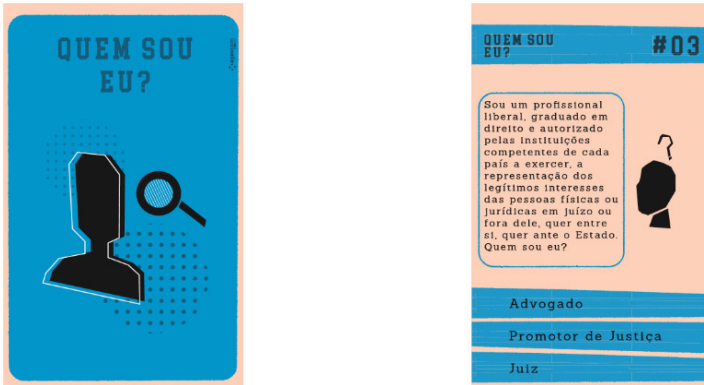 QUEM SOU
EU?
QUEM SOU
EU?
#03
Sou um profissional
liberal, graduado em
direito e autorizado
pelas instituições
competentes de cada
país a exercer, a
representação dos
legítimos interesses
das pessoas físicas ou
jurídicas em juízo ou
fora dele, quer entre
si, quer ante o Estado.
Quem sou eu?
Advogado
Promotor de Justiça
Juiz